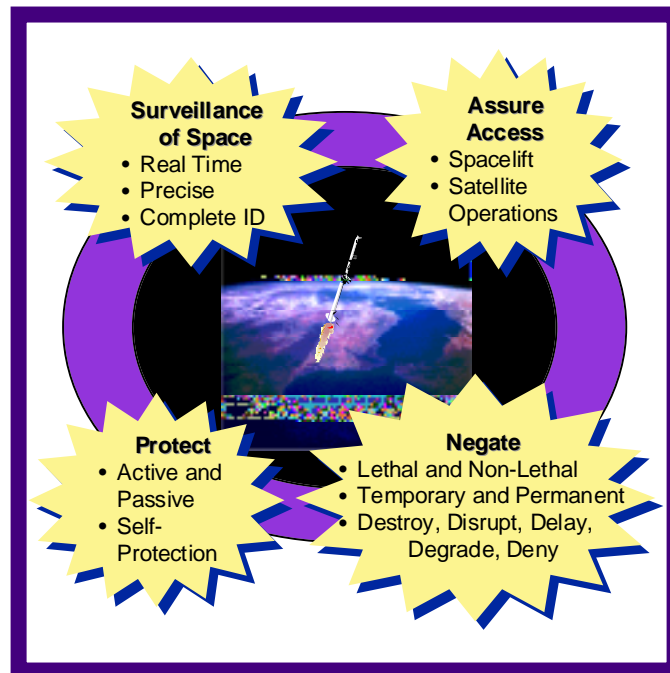 Surveillance
of Space
• Real Time
• Precise
• Complete ID
Assure
Access
• Spacelift
• Satellite
Operations
Protect
• Active and
Passive
• Self-
Protection
Negate
• Lethal and Non-Lethal
• Temporary and Permanent
• Destroy, Disrupt, Delay,
Degrade, Deny